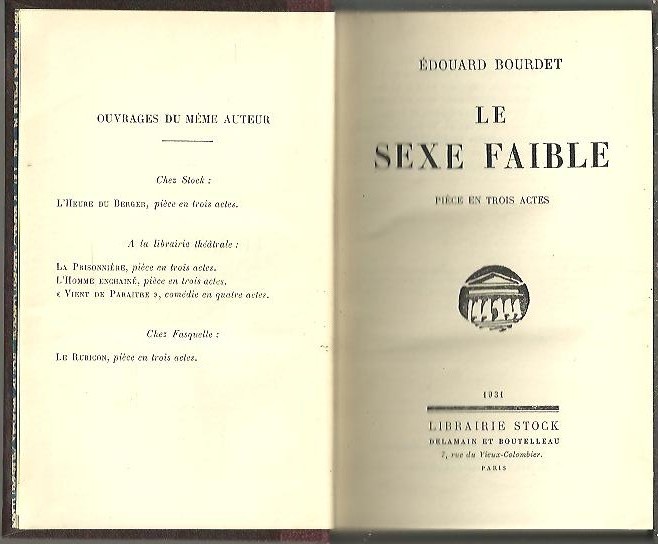 OUVRAGES DU MÊME AUTEUR
Chez Stock :
L'HEURE DU BERGER, pièce en trois actes.
A la librairie théâtrale :
LA PRISONNIÈRE, pièce en trois actes.
L'HOMME ENCHAINÉ, pièce en trois actes.
« VIENT DE PARAITRE », comédie en quatre actes.
Chez Fasquelle :
LE RUBICON, pièce en trois actes.
ÉDOUARD BOURDET
LE
SEXE FAIBLE
PIÈCE EN TROIS ACTES
1931
LIBRAIRIE STOCK
DELAMAIN ET BOUTELLEAU
7, rue du Vieux-Colombier.
PARIS